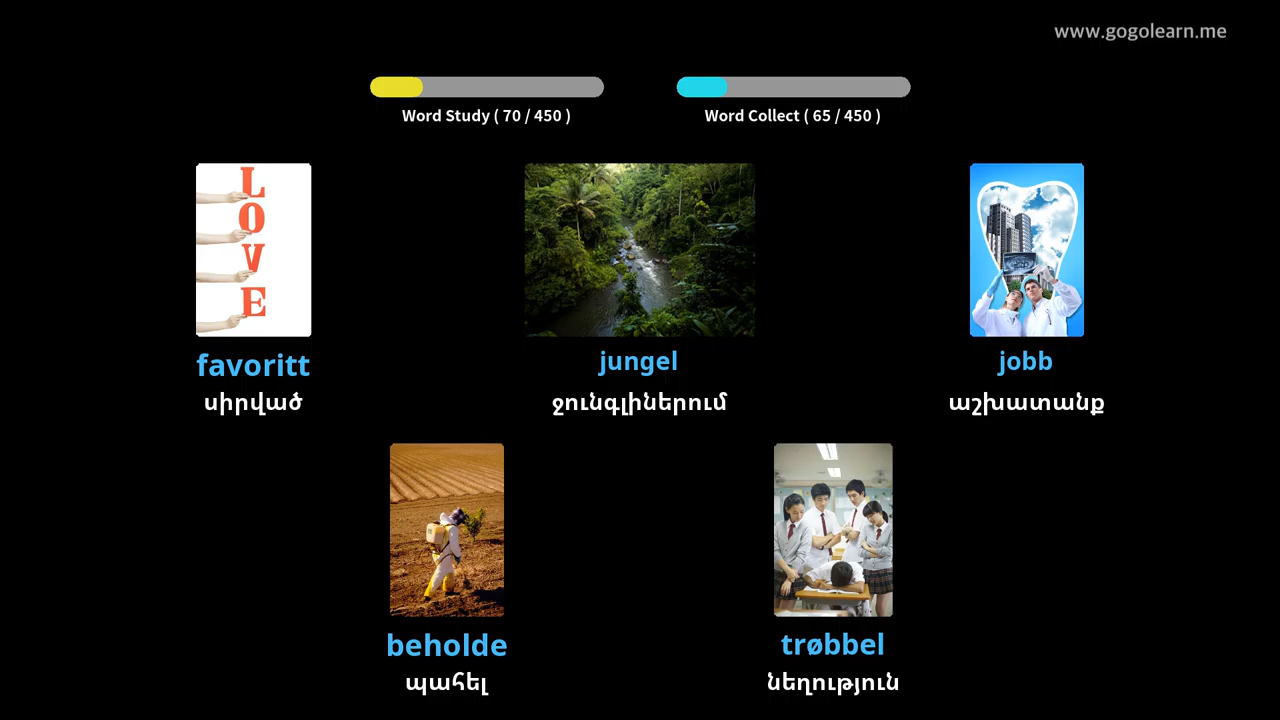 www.gogolearn.me
Word Study ( 70 / 450 )
Word Collect ( 65 / 450 )
L
O
V
E
favoritt
jungel
jobb
սիրված
ջունգլիներում
աշխատանք
beholde
trøbbel
պահել
նեղություն